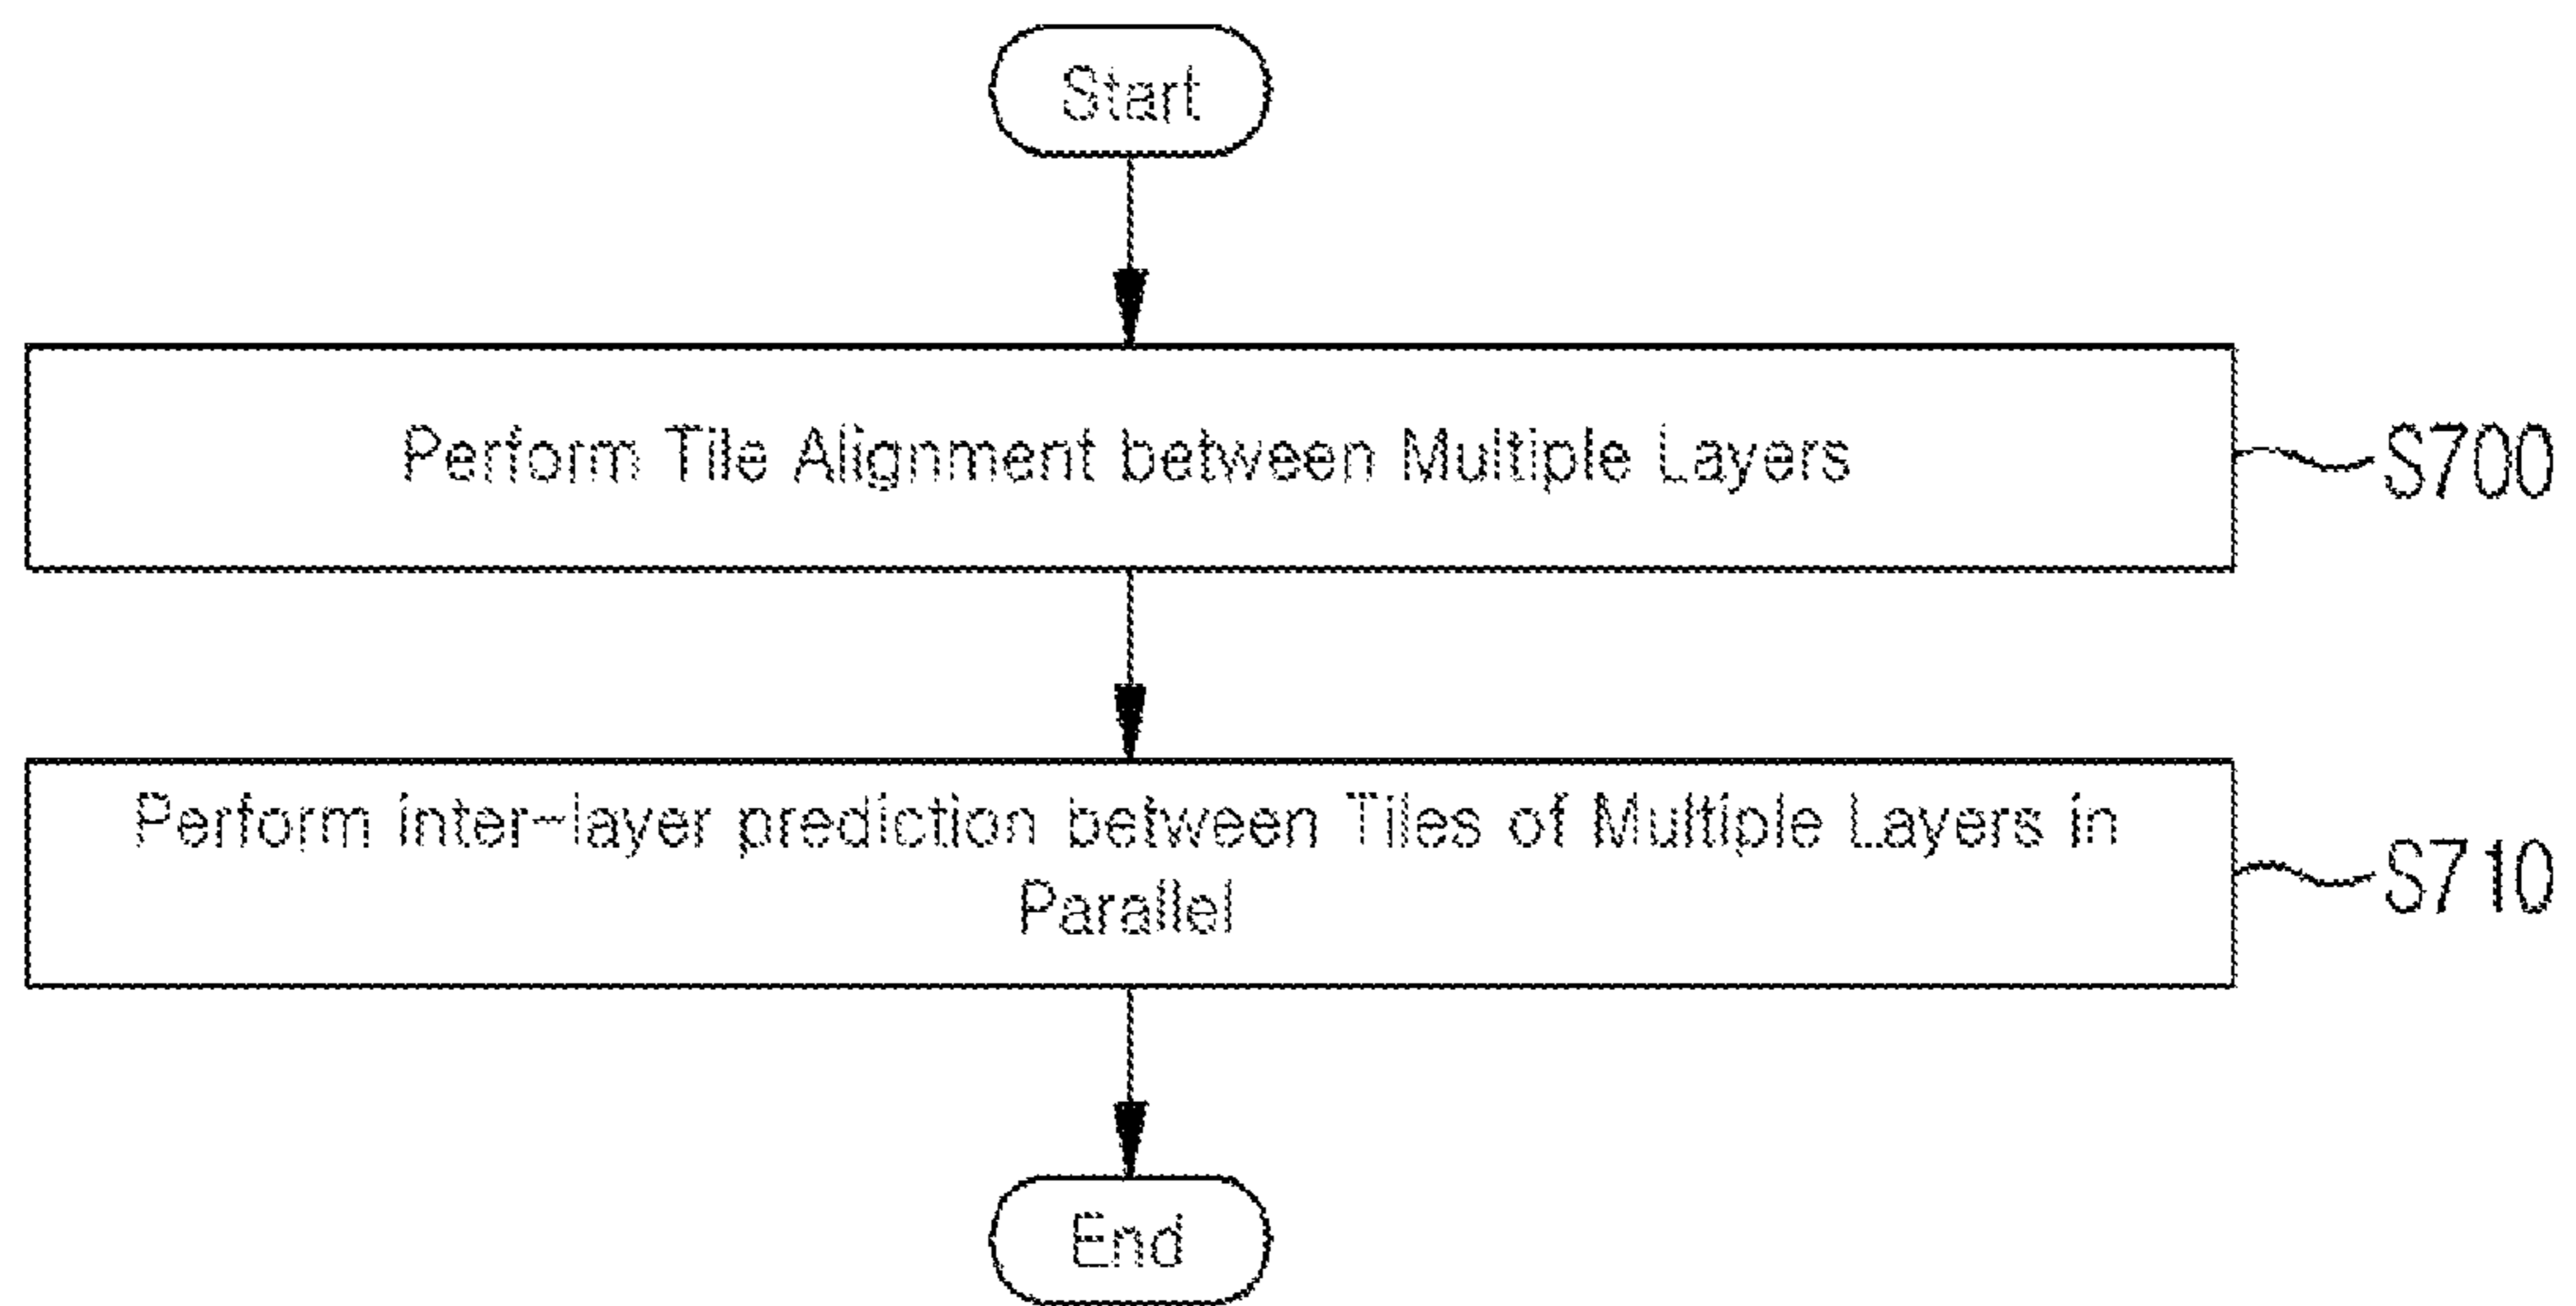 Start
Perform Tile Alignment between Multiple Layers
S700
Perform inter-layer prediction between Tiles of Multiple Layers in
Parallel
S710
End